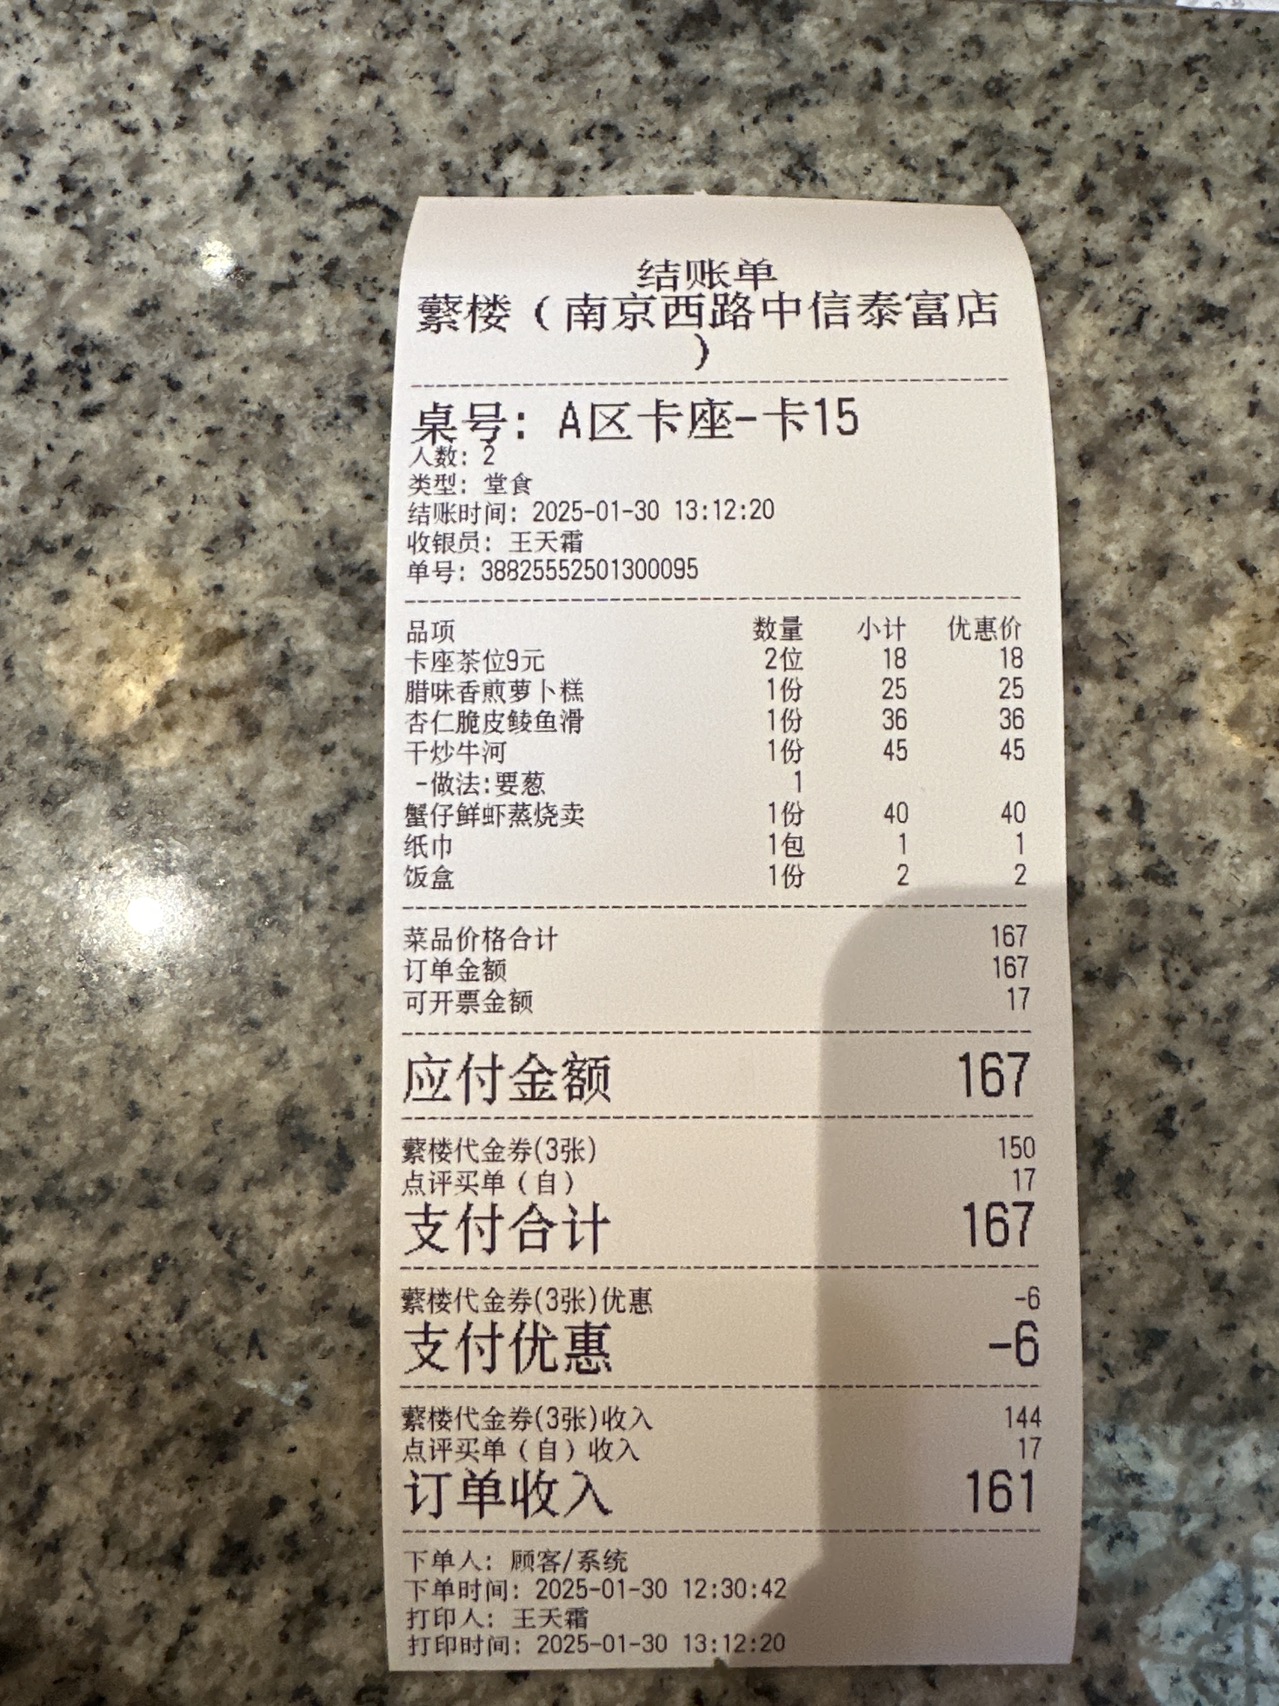 结账单
蘩楼（南京西路中信泰富店
）
桌号：A区卡座-卡15
人数：2
类型：堂食
结账时间：2025-01-30 13:12:20
收银员：王天霜
单号：38825552501300095
品项 数量 小计 优惠价
卡座茶位9元 2位 18 18
腊味香煎萝卜糕 1份 25 25
杏仁脆皮鲮鱼滑 1份 36 36
干炒牛河 1份 45 45
-做法:要葱 1
蟹仔鲜虾蒸烧卖 1份 40 40
纸巾 1包 1 1
饭盒 1份 2 2
菜品价格合计 167
订单金额 167
可开票金额 17
应付金额 167
蘩楼代金券(3张) 150
点评买单（自） 17
支付合计 167
蘩楼代金券(3张)优惠 -6
支付优惠 -6
蘩楼代金券(3张)收入 144
点评买单（自）收入 17
订单收入 161
下单人：顾客/系统
下单时间：2025-01-30 12:30:42
打印人：王天霜
打印时间：2025-01-30 13:12:20